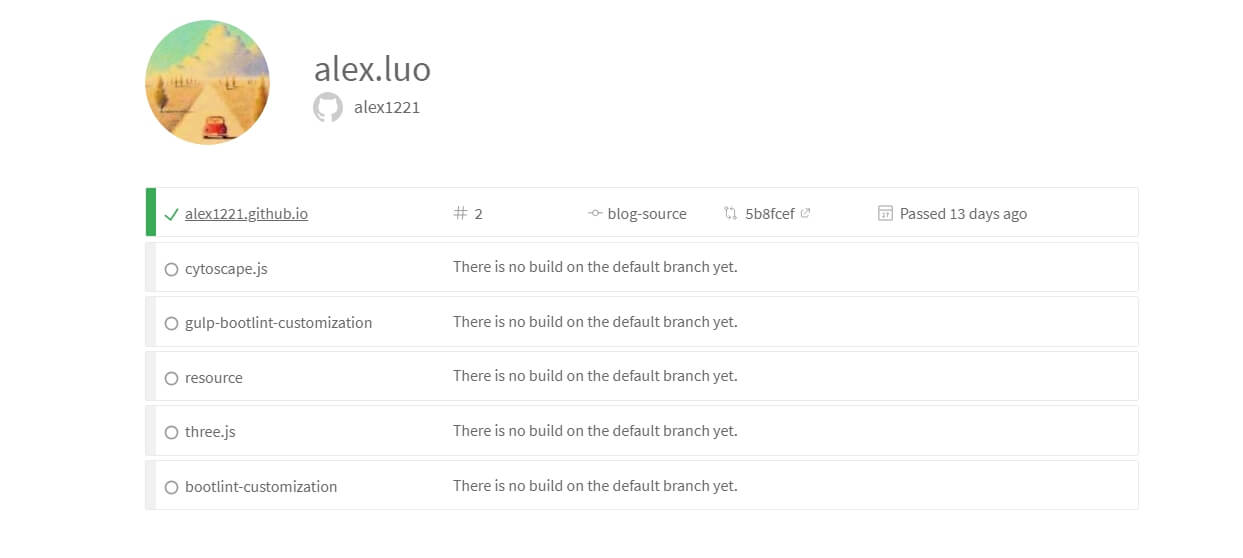 alex.luo
alex1221
alex1221.github.io 2 blog-source 5b8fcef Passed 13 days ago
cytoscape.js There is no build on the default branch yet.
gulp-bootlint-customization There is no build on the default branch yet.
resource There is no build on the default branch yet.
three.js There is no build on the default branch yet.
bootlint-customization There is no build on the default branch yet.